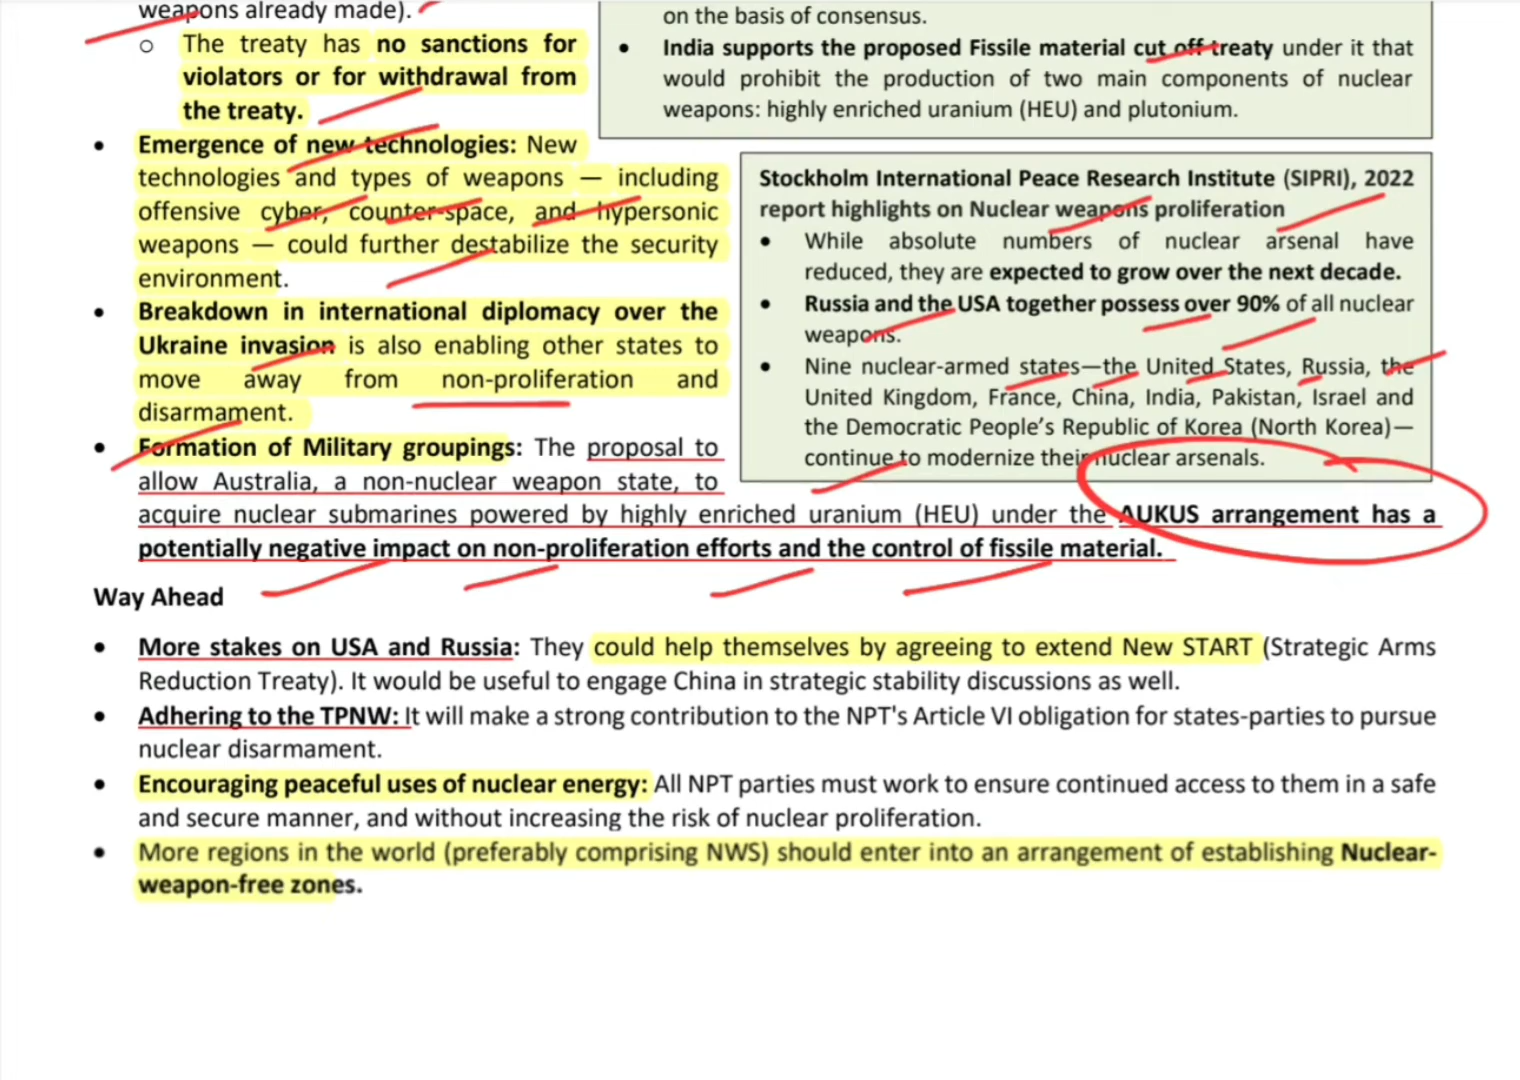 weapons already made).
○ The treaty has no sanctions for
violators or for withdrawal from
the treaty.
• Emergence of new technologies: New
technologies and types of weapons — including
offensive cyber, counter-space, and hypersonic
weapons — could further destabilize the security
environment.
• Breakdown in international diplomacy over the
Ukraine invasion is also enabling other states to
move away from non-proliferation and
disarmament.
on the basis of consensus.
• India supports the proposed Fissile material cut off treaty under it that
would prohibit the production of two main components of nuclear
weapons: highly enriched uranium (HEU) and plutonium.
Stockholm International Peace Research Institute (SIPRI), 2022
report highlights on Nuclear weapons proliferation
• While absolute numbers of nuclear arsenal have
reduced, they are expected to grow over the next decade.
• Russia and the USA together possess over 90% of all nuclear
weapons.
• Nine nuclear-armed states—the United States, Russia, the
United Kingdom, France, China, India, Pakistan, Israel and
the Democratic People's Republic of Korea (North Korea)—
continue to modernize their nuclear arsenals.
• Formation of Military groupings: The proposal to
allow Australia, a non-nuclear weapon state, to
acquire nuclear submarines powered by highly enriched uranium (HEU) under the AUKUS arrangement has a
potentially negative impact on non-proliferation efforts and the control of fissile material.
Way Ahead
• More stakes on USA and Russia: They could help themselves by agreeing to extend New START (Strategic Arms
Reduction Treaty). It would be useful to engage China in strategic stability discussions as well.
• Adhering to the TPNW: It will make a strong contribution to the NPT's Article VI obligation for states-parties to pursue
nuclear disarmament.
• Encouraging peaceful uses of nuclear energy: All NPT parties must work to ensure continued access to them in a safe
and secure manner, and without increasing the risk of nuclear proliferation.
• More regions in the world (preferably comprising NWS) should enter into an arrangement of establishing Nuclear-
weapon-free zones.